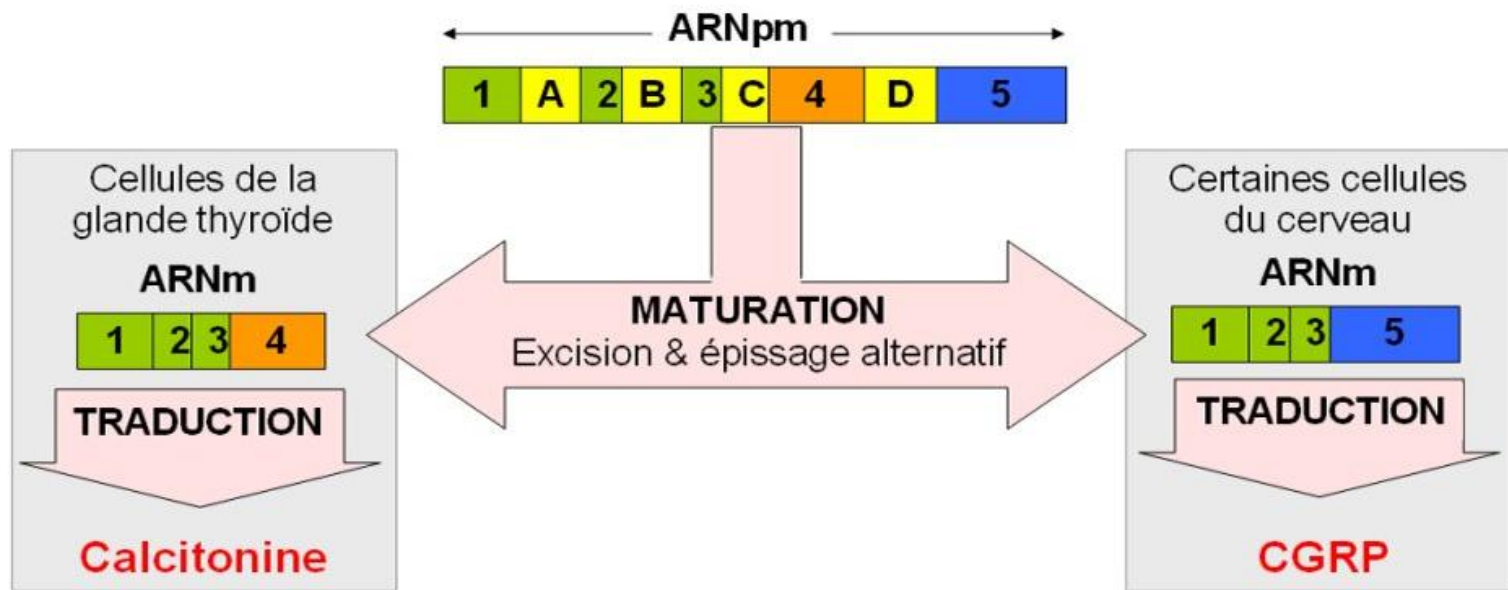 ARNpm
1 A 2 B 3 C 4 D 5
Cellules de la
glande thyroïde
ARNm
1 2 3 4
TRADUCTION
Calcitonine
MATURATION
Excision & épissage alternatif
Certaines cellules
du cerveau
ARNm
1 2 3 5
TRADUCTION
CGRP